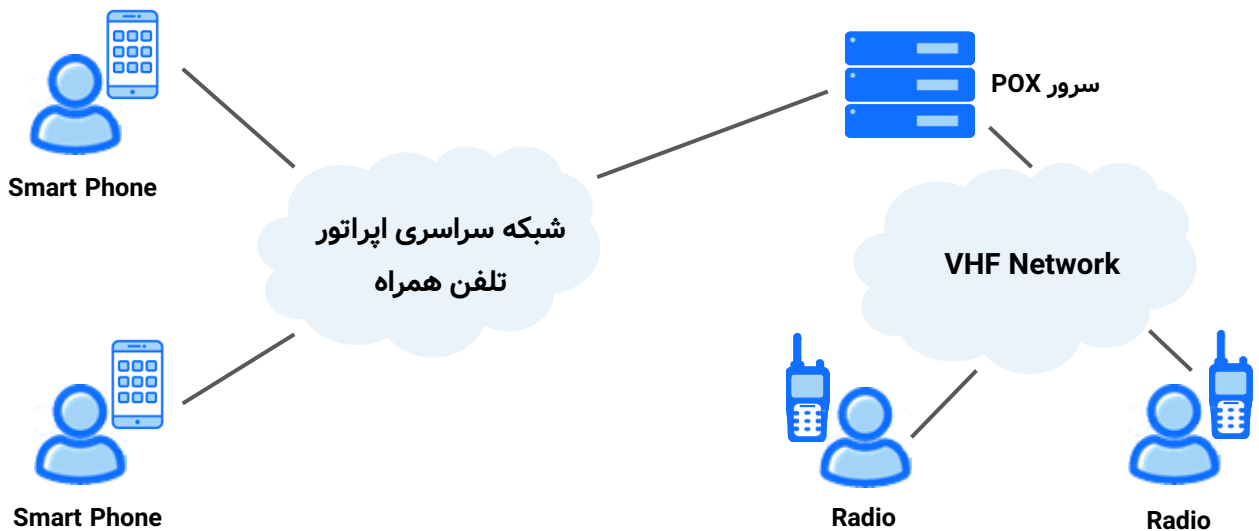 سرور POX
Smart Phone
شبکه سراسری اپراتور
تلفن همراه
VHF Network
Smart Phone
Radio
Radio